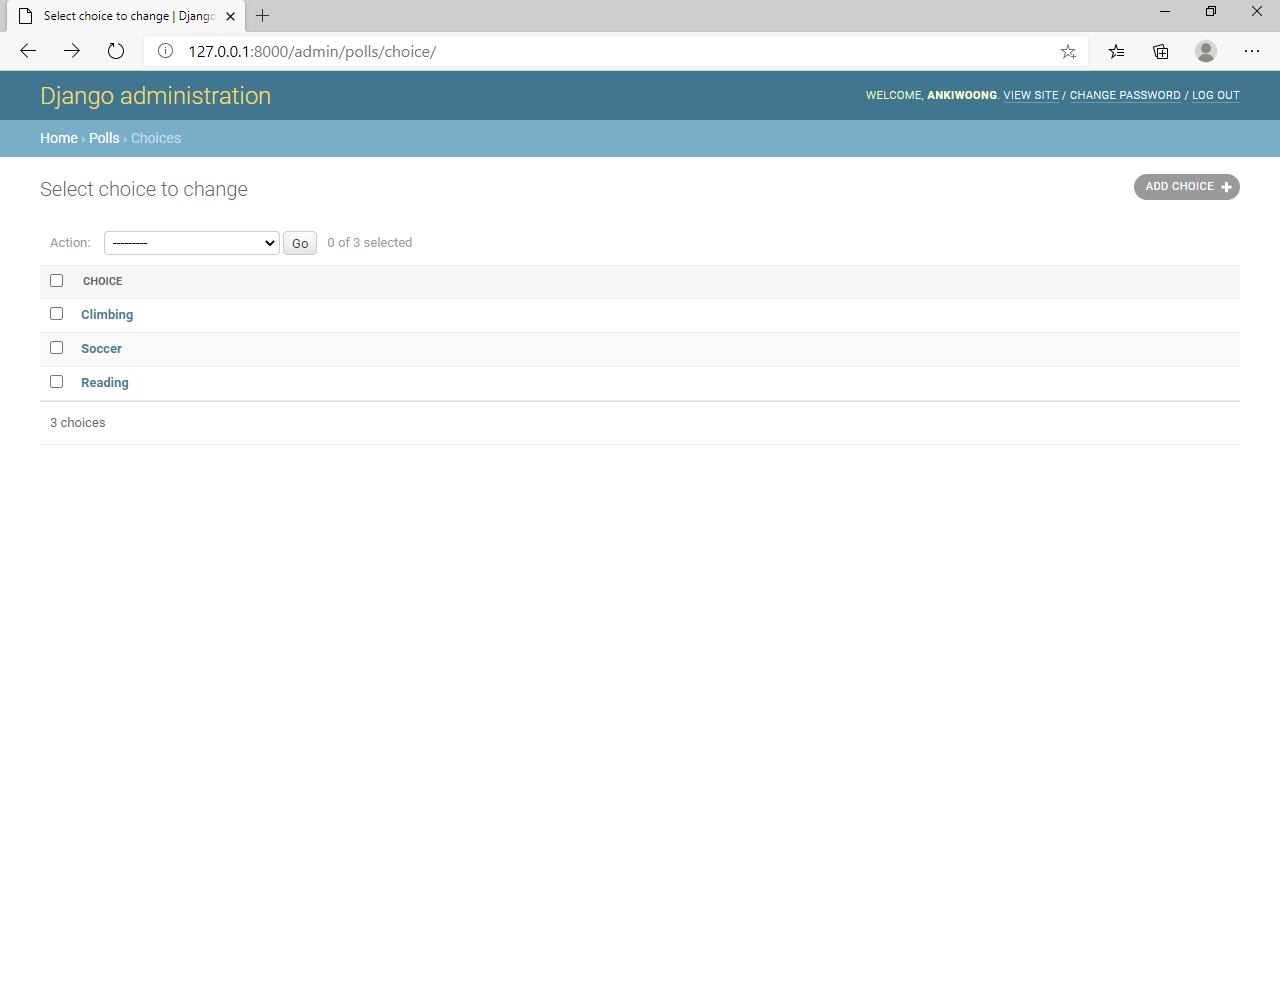 Select choice to change | Django
127.0.0.1:8000/admin/polls/choice/
Django administration
WELCOME, ANKIWOONG. VIEW SITE / CHANGE PASSWORD / LOG OUT
Home › Polls › Choices
Select choice to change
ADD CHOICE +
Action: --------- Go 0 of 3 selected
CHOICE
Climbing
Soccer
Reading
3 choices